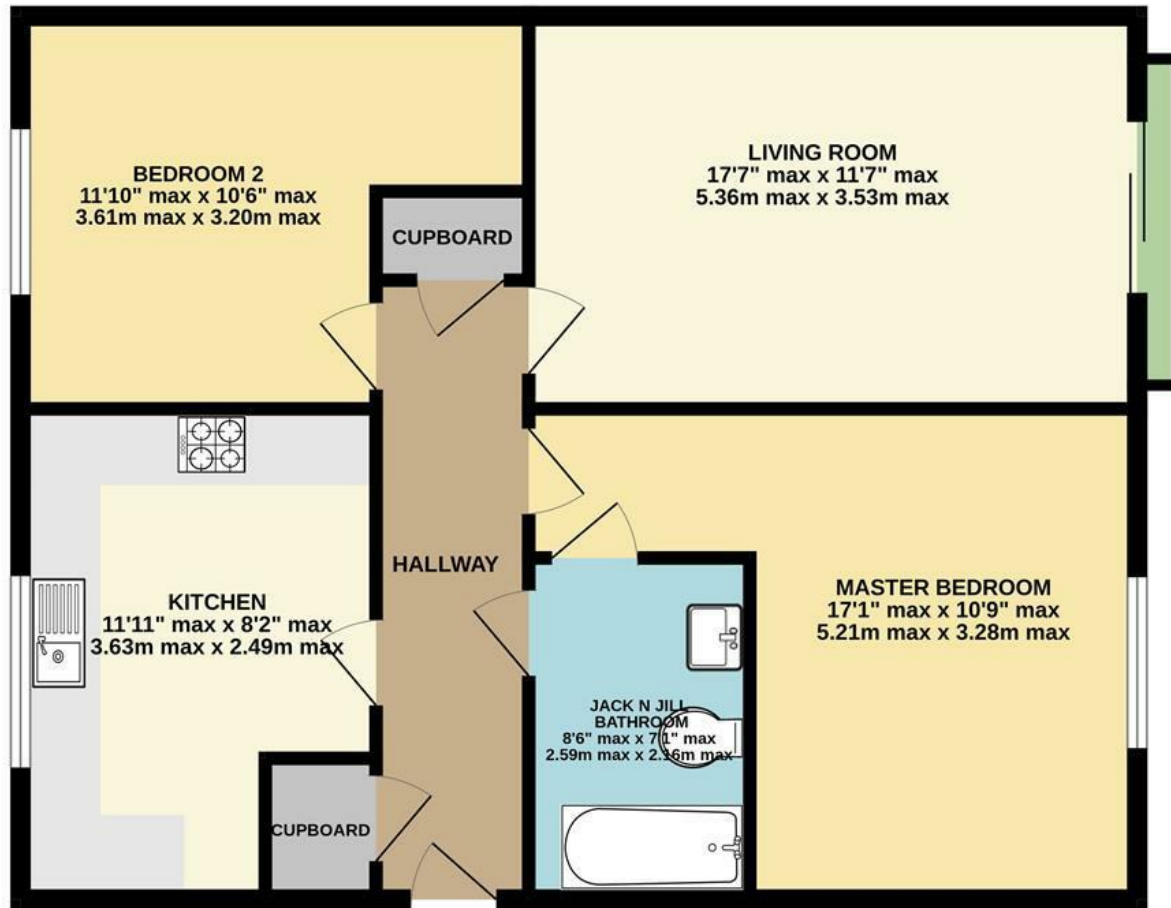 BEDROOM 2
11'10" max x 10'6" max
3.61m max x 3.20m max
LIVING ROOM
17'7" max x 11'7" max
5.36m max x 3.53m max
CUPBOARD
HALLWAY
KITCHEN
11'11" max x 8'2" max
3.63m max x 2.49m max
MASTER BEDROOM
17'1" max x 10'9" max
5.21m max x 3.28m max
JACK N JILL
BATHROOM
8'6" max x 7'1" max
2.59m max x 2.16m max
CUPBOARD